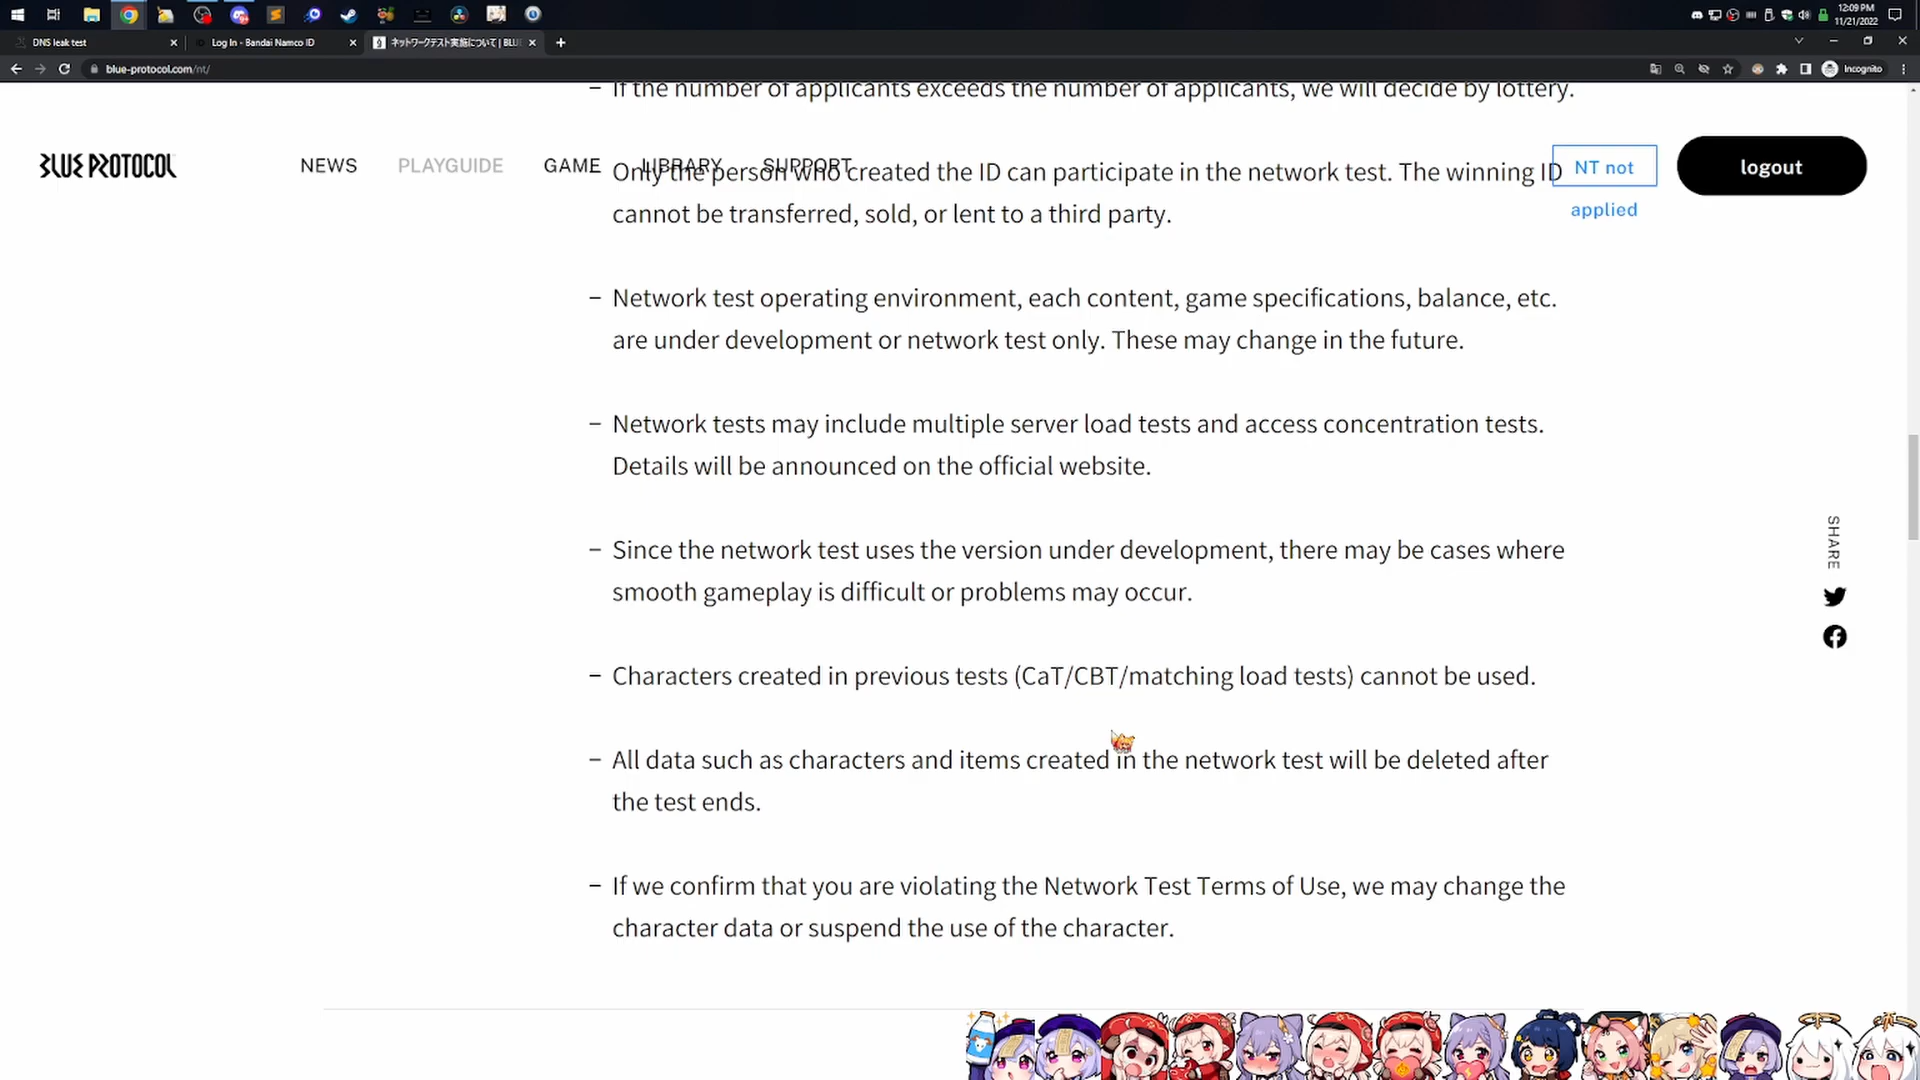 12:09 PM
11/21/2022
DNS leak test
Log In - Bandai Namco ID
ネットワークテスト実施について | BLU
blue-protocol.com/nt/
Incognito
– If the number of applicants exceeds the number of applicants, we will decide by lottery.
BLUE PROTOCOL
NEWS PLAYGUIDE GAME LIBRARY SUPPORT
NT not
applied
logout
Only the person who created the ID can participate in the network test. The winning ID
cannot be transferred, sold, or lent to a third party.
– Network test operating environment, each content, game specifications, balance, etc.
are under development or network test only. These may change in the future.
– Network tests may include multiple server load tests and access concentration tests.
Details will be announced on the official website.
– Since the network test uses the version under development, there may be cases where
smooth gameplay is difficult or problems may occur.
SHARE
– Characters created in previous tests (CaT/CBT/matching load tests) cannot be used.
– All data such as characters and items created in the network test will be deleted after
the test ends.
– If we confirm that you are violating the Network Test Terms of Use, we may change the
character data or suspend the use of the character.